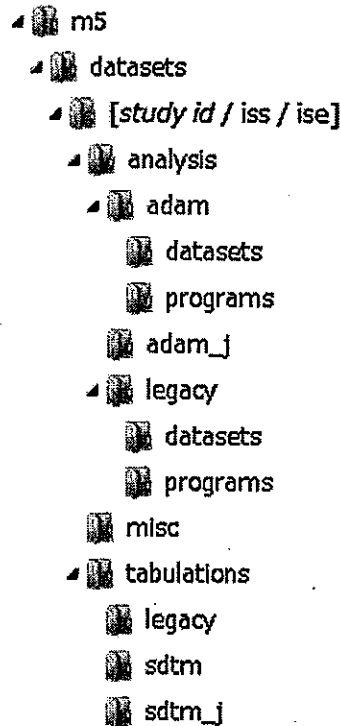 m5
datasets
[study id / iss / ise]
analysis
adam
datasets
programs
adam_j
legacy
datasets
programs
misc
tabulations
legacy
sdtm
sdtm_j